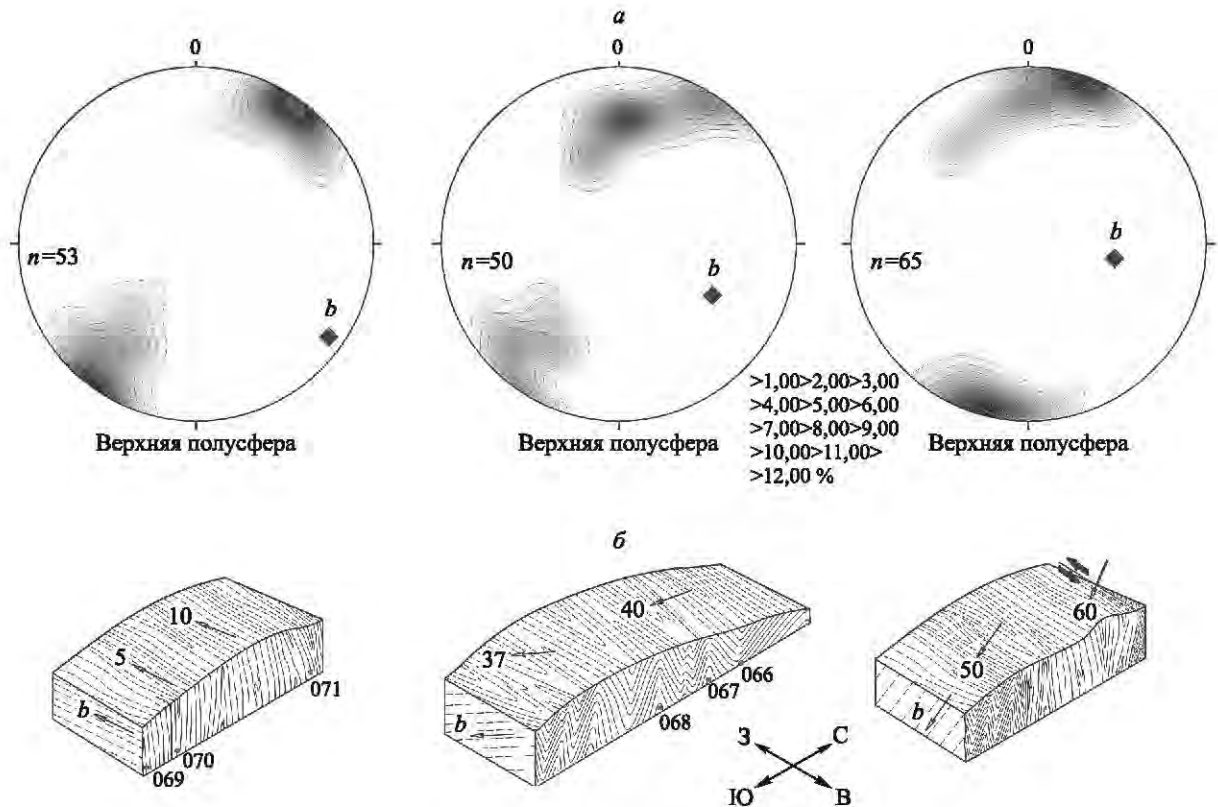 а
0
0
0
n=53
b
n=50
b
n=65
b
>1,00>2,00>3,00
>4,00>5,00>6,00
>7,00>8,00>9,00
>10,00>11,00>
>12,00 %
Верхняя полусфера
Верхняя полусфера
Верхняя полусфера
б
10
5
b
071
070
069
40
37
b
066
067
068
60
50
b
З
С
Ю
В